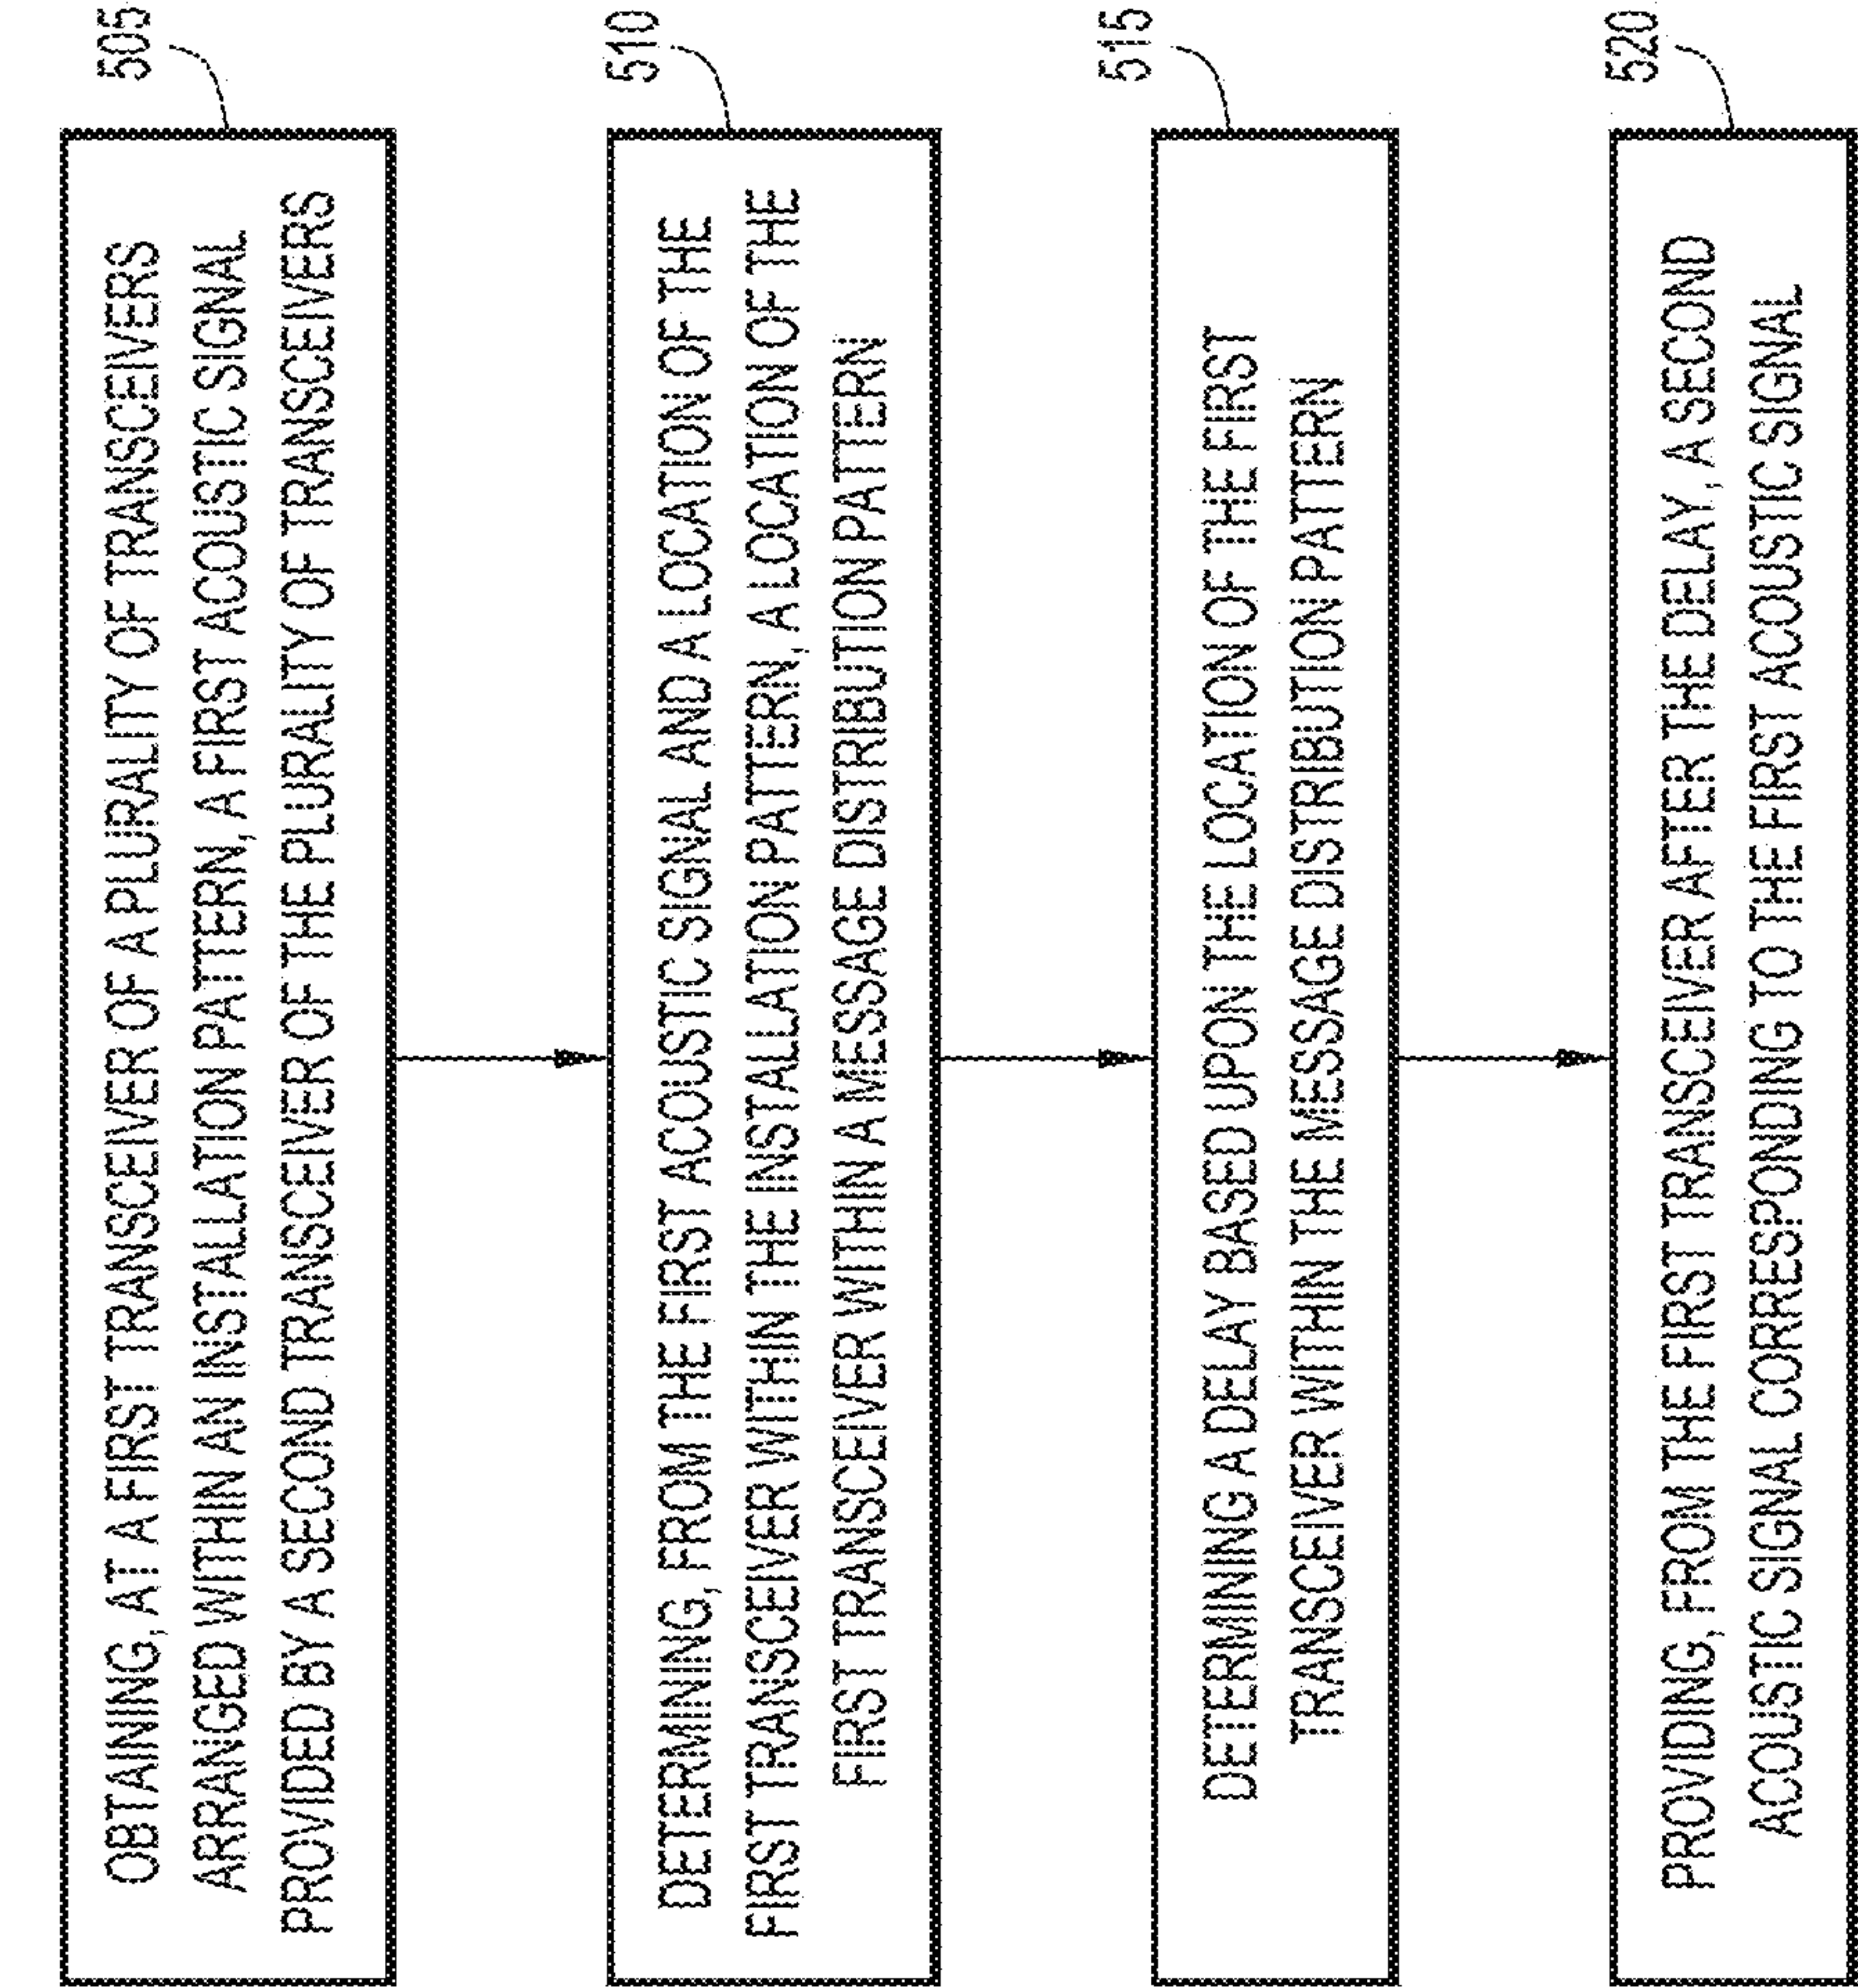 505
OBTAINING, AT A FIRST TRANSCEIVER OF A PLURALITY OF TRANSCEIVERS
ARRANGED WITHIN AN INSTALLATION PATTERN, A FIRST ACOUSTIC SIGNAL
PROVIDED BY A SECOND TRANSCEIVER OF THE PLURALITY OF TRANSCEIVERS
510
DETERMINING, FROM THE FIRST ACOUSTIC SIGNAL AND A LOCATION OF THE
FIRST TRANSCEIVER WITHIN THE INSTALLATION PATTERN, A LOCATION OF THE
FIRST TRANSCEIVER WITHIN A MESSAGE DISTRIBUTION PATTERN
515
DETERMINING A DELAY BASED UPON THE LOCATION OF THE FIRST
TRANSCEIVER WITHIN THE MESSAGE DISTRIBUTION PATTERN
520
PROVIDING, FROM THE FIRST TRANSCEIVER AFTER THE DELAY, A SECOND
ACOUSTIC SIGNAL CORRESPONDING TO THE FIRST ACOUSTIC SIGNAL